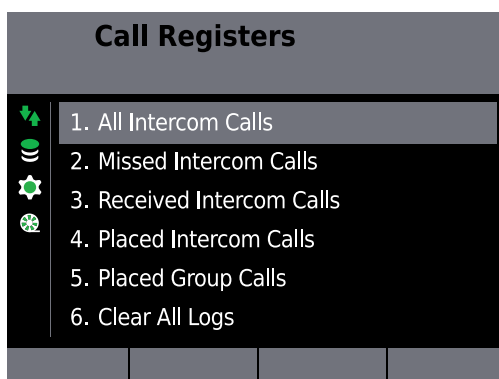 Call Registers
1. All Intercom Calls
2. Missed Intercom Calls
3. Received Intercom Calls
4. Placed Intercom Calls
5. Placed Group Calls
6. Clear All Logs